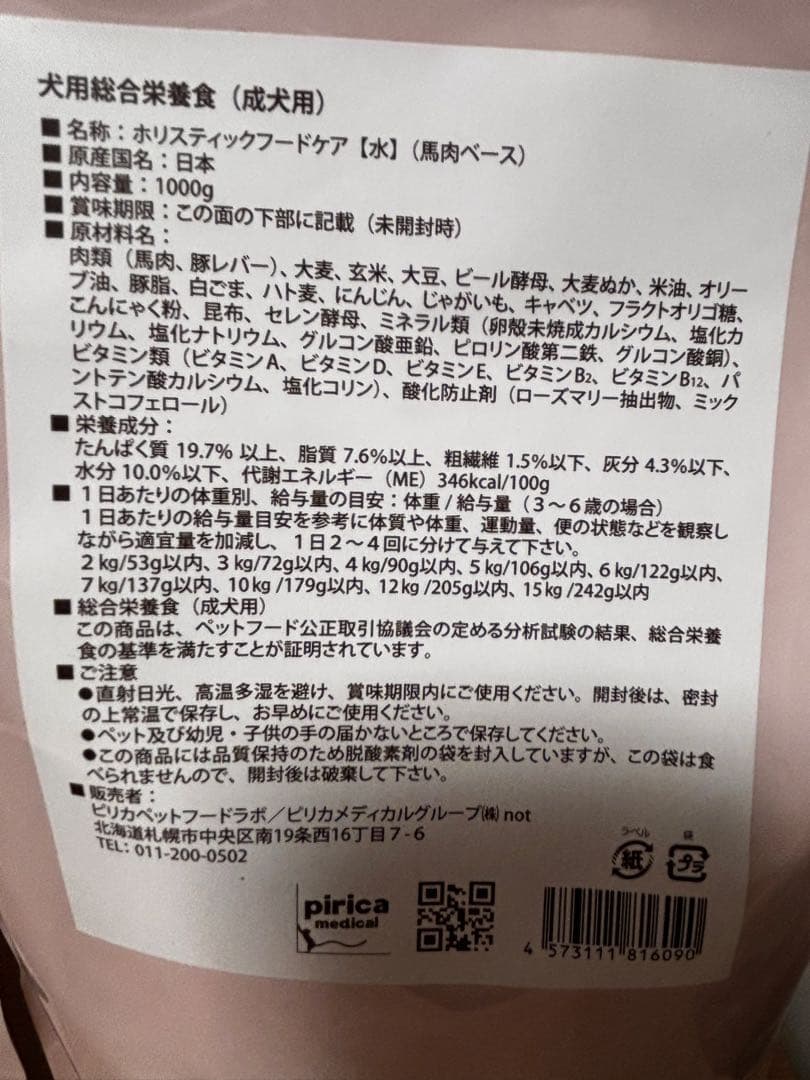 犬用総合栄養食（成犬用）
■ 名称：ホリスティックフードケア【水】（馬肉ベース）
■ 原産国名：日本
■ 内容量：1000g
■ 賞味期限：この面の下部に記載（未開封時）
■ 原材料名：
肉類（馬肉、豚レバー）、大麦、玄米、大豆、ビール酵母、大麦ぬか、米油、オリー
ブ油、豚脂、白ごま、ハト麦、にんじん、じゃがいも、キャベツ、フラクトオリゴ糖、
こんにゃく粉、昆布、セレン酵母、ミネラル類（卵殻未焼成カルシウム、塩化カ
リウム、塩化ナトリウム、グルコン酸亜鉛、ピロリン酸第二鉄、グルコン酸銅）、
ビタミン類（ビタミンA、ビタミンD、ビタミンE、ビタミンB2、ビタミンB12、パ
ントテン酸カルシウム、塩化コリン）、酸化防止剤（ローズマリー抽出物、ミック
ストコフェロール）
■ 栄養成分：
たんぱく質 19.7% 以上、脂質 7.6%以上、粗繊維 1.5%以下、灰分 4.3%以下、
水分 10.0%以下、代謝エネルギー（ME）346kcal/100g
■ 1日あたりの体重別、給与量の目安：体重 / 給与量（3～6歳の場合）
1日あたりの給与量目安を参考に体質や体重、運動量、便の状態などを観察し
ながら適宜量を加減し、1日2～4回に分けて与えて下さい。
2 kg/53g以内、3 kg/72g以内、4 kg/90g以内、5 kg/106g以内、6 kg/122g以内、
7 kg/137g以内、10 kg /179g以内、12 kg /205g以内、15 kg /242g以内
■ 総合栄養食（成犬用）
この商品は、ペットフード公正取引協議会の定める分析試験の結果、総合栄養
食の基準を満たすことが証明されています。
■ ご注意
●直射日光、高温多湿を避け、賞味期限内にご使用ください。開封後は、密封
の上常温で保存し、お早めにご使用ください。
●ペット及び幼児・子供の手の届かないところで保存してください。
●この商品には品質保持のため脱酸素剤の袋を封入していますが、この袋は食
べられませんので、開封後は破棄して下さい。
■ 販売者：
ピリカペットフードラボ／ピリカメディカルグループ㈱ not
北海道札幌市中央区南19条西16丁目7-6
TEL: 011-200-0502
ラベル 袋
紙 プラ
pirica
medical
4 573111 816090